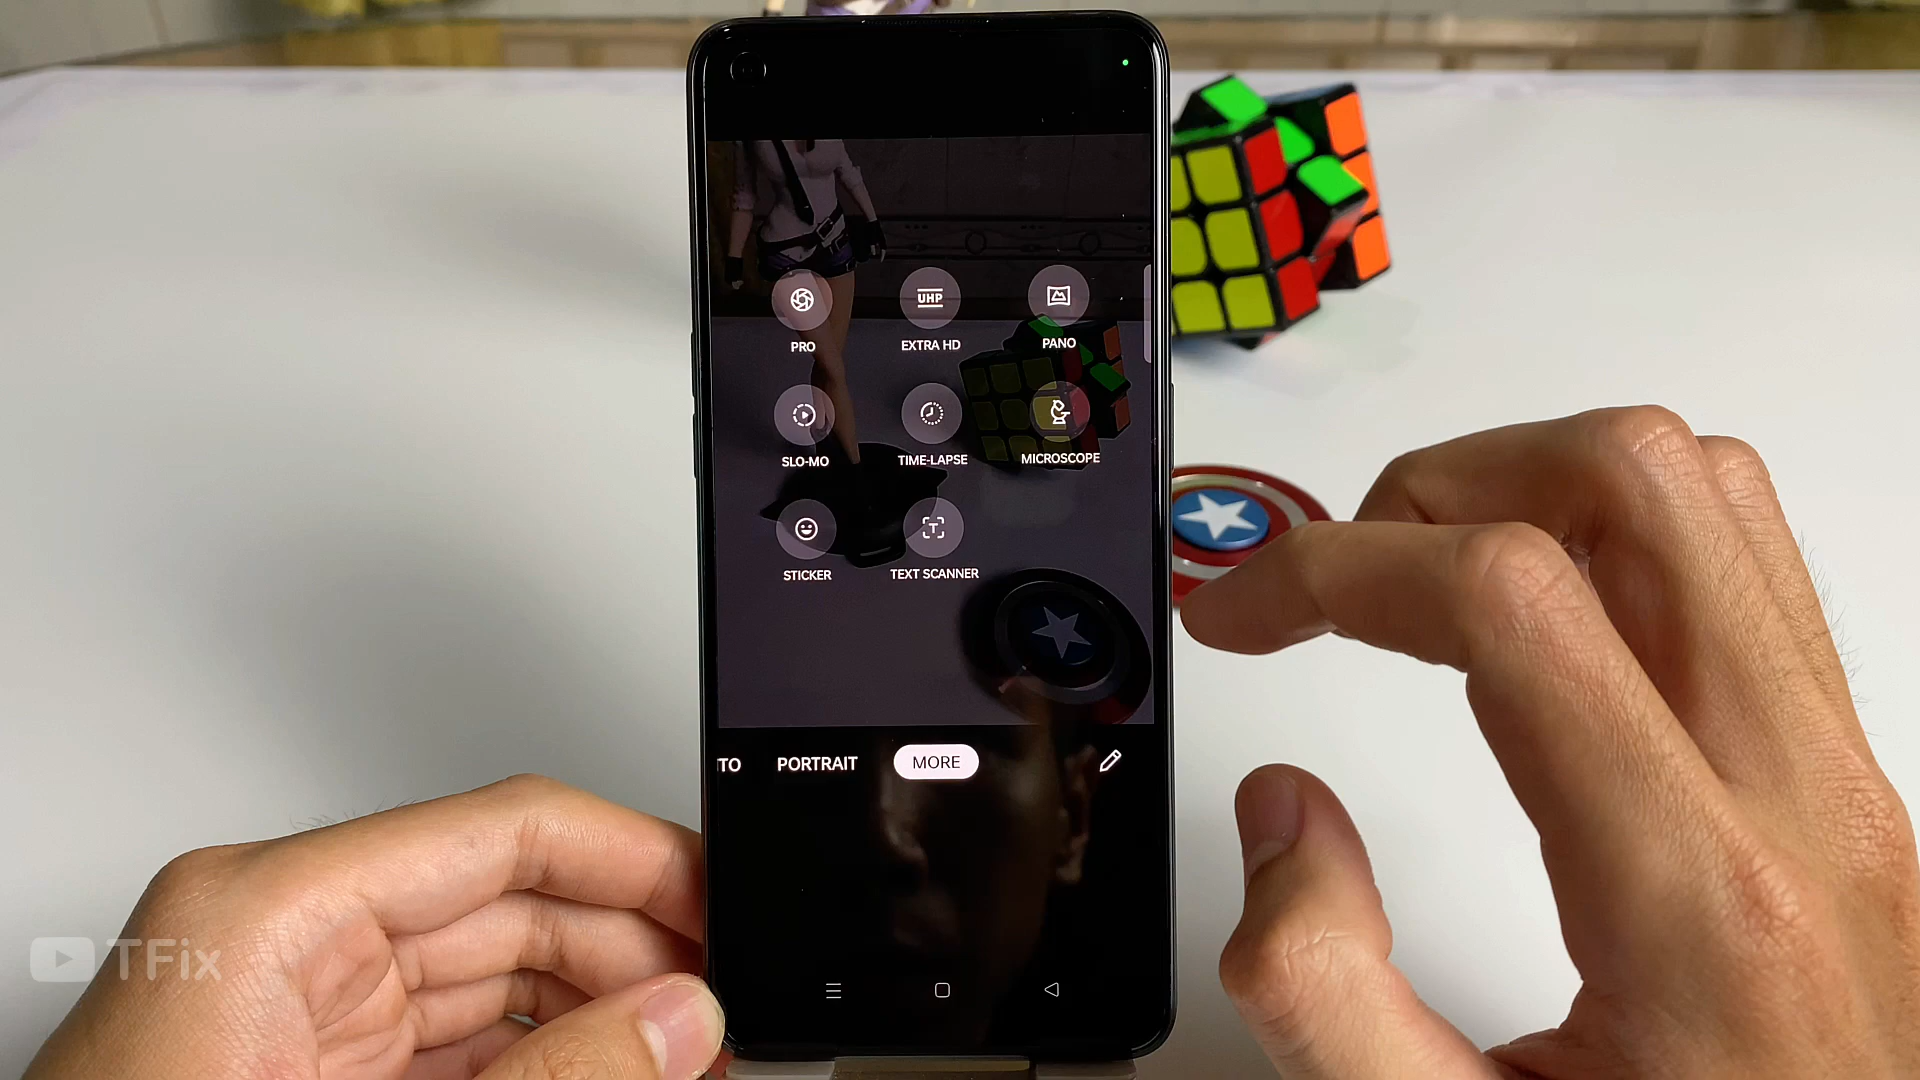 UHP
PRO
EXTRA HD
PANO
SLO-MO
TIME-LAPSE
MICROSCOPE
T
STICKER
TEXT SCANNER
TO
PORTRAIT
MORE
TFix